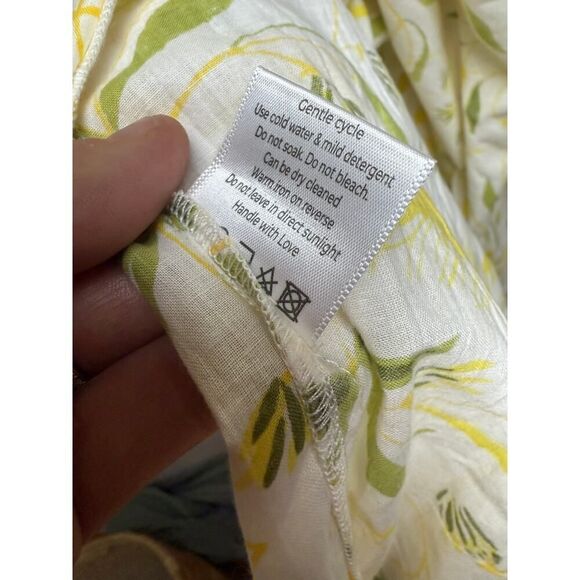 Gentle cycle
Use cold water & mild detergent
Do not soak. Do not bleach.
Can be dry cleaned
Warm iron on reverse
Do not leave in direct sunlight
Handle with Love